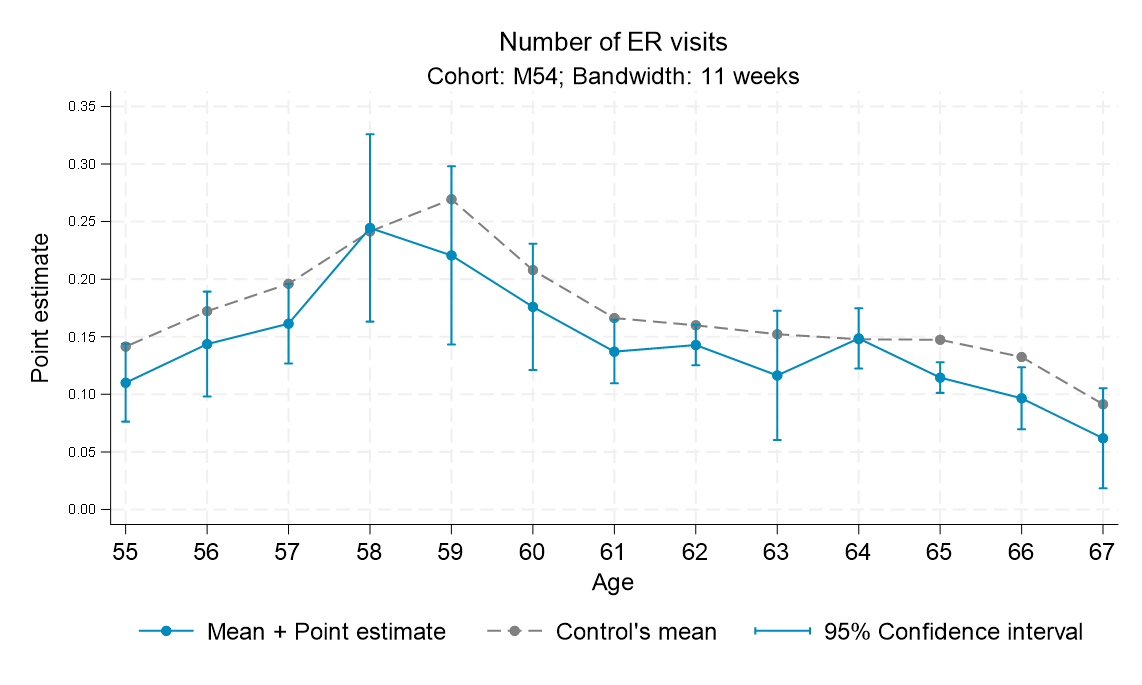 Number of ER visits
Cohort: M54; Bandwidth: 11 weeks
Point estimate
0.35
0.30
0.25
0.20
0.15
0.10
0.05
0.00
55 56 57 58 59 60 61 62 63 64 65 66 67
Age
Mean + Point estimate Control's mean 95% Confidence interval